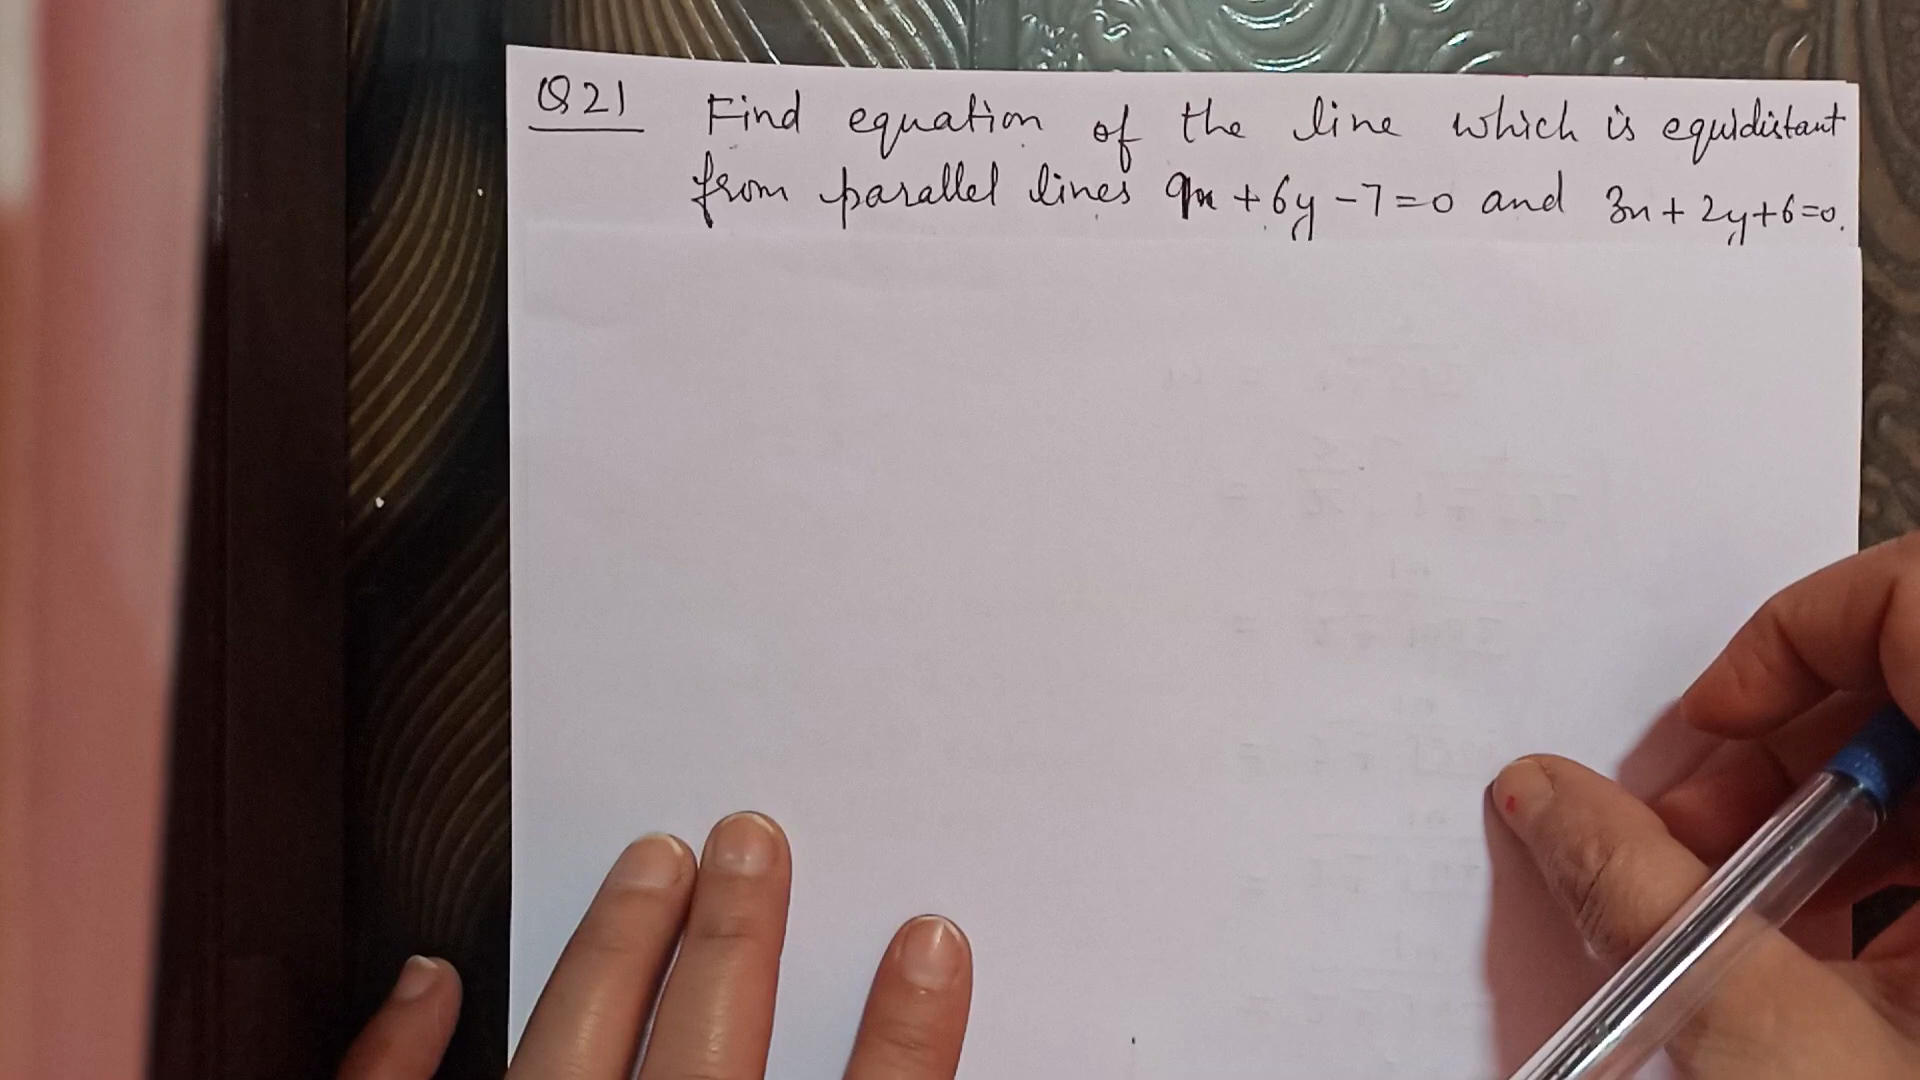 Q21 Find equation of the line which is equidistant
from parallel lines 9x + 6y - 7 = 0 and 3x + 2y + 6 = 0.